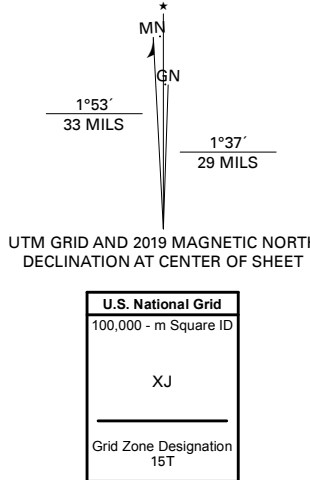 MN
GN
1°53´
33 MILS
1°37´
29 MILS
UTM GRID AND 2019 MAGNETIC NORTH
DECLINATION AT CENTER OF SHEET
U.S. National Grid
100,000 - m Square ID
XJ
Grid Zone Designation
15T